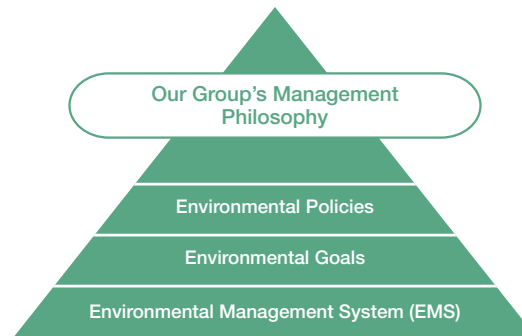 Our Group's Management
Philosophy
Environmental Policies
Environmental Goals
Environmental Management System (EMS)